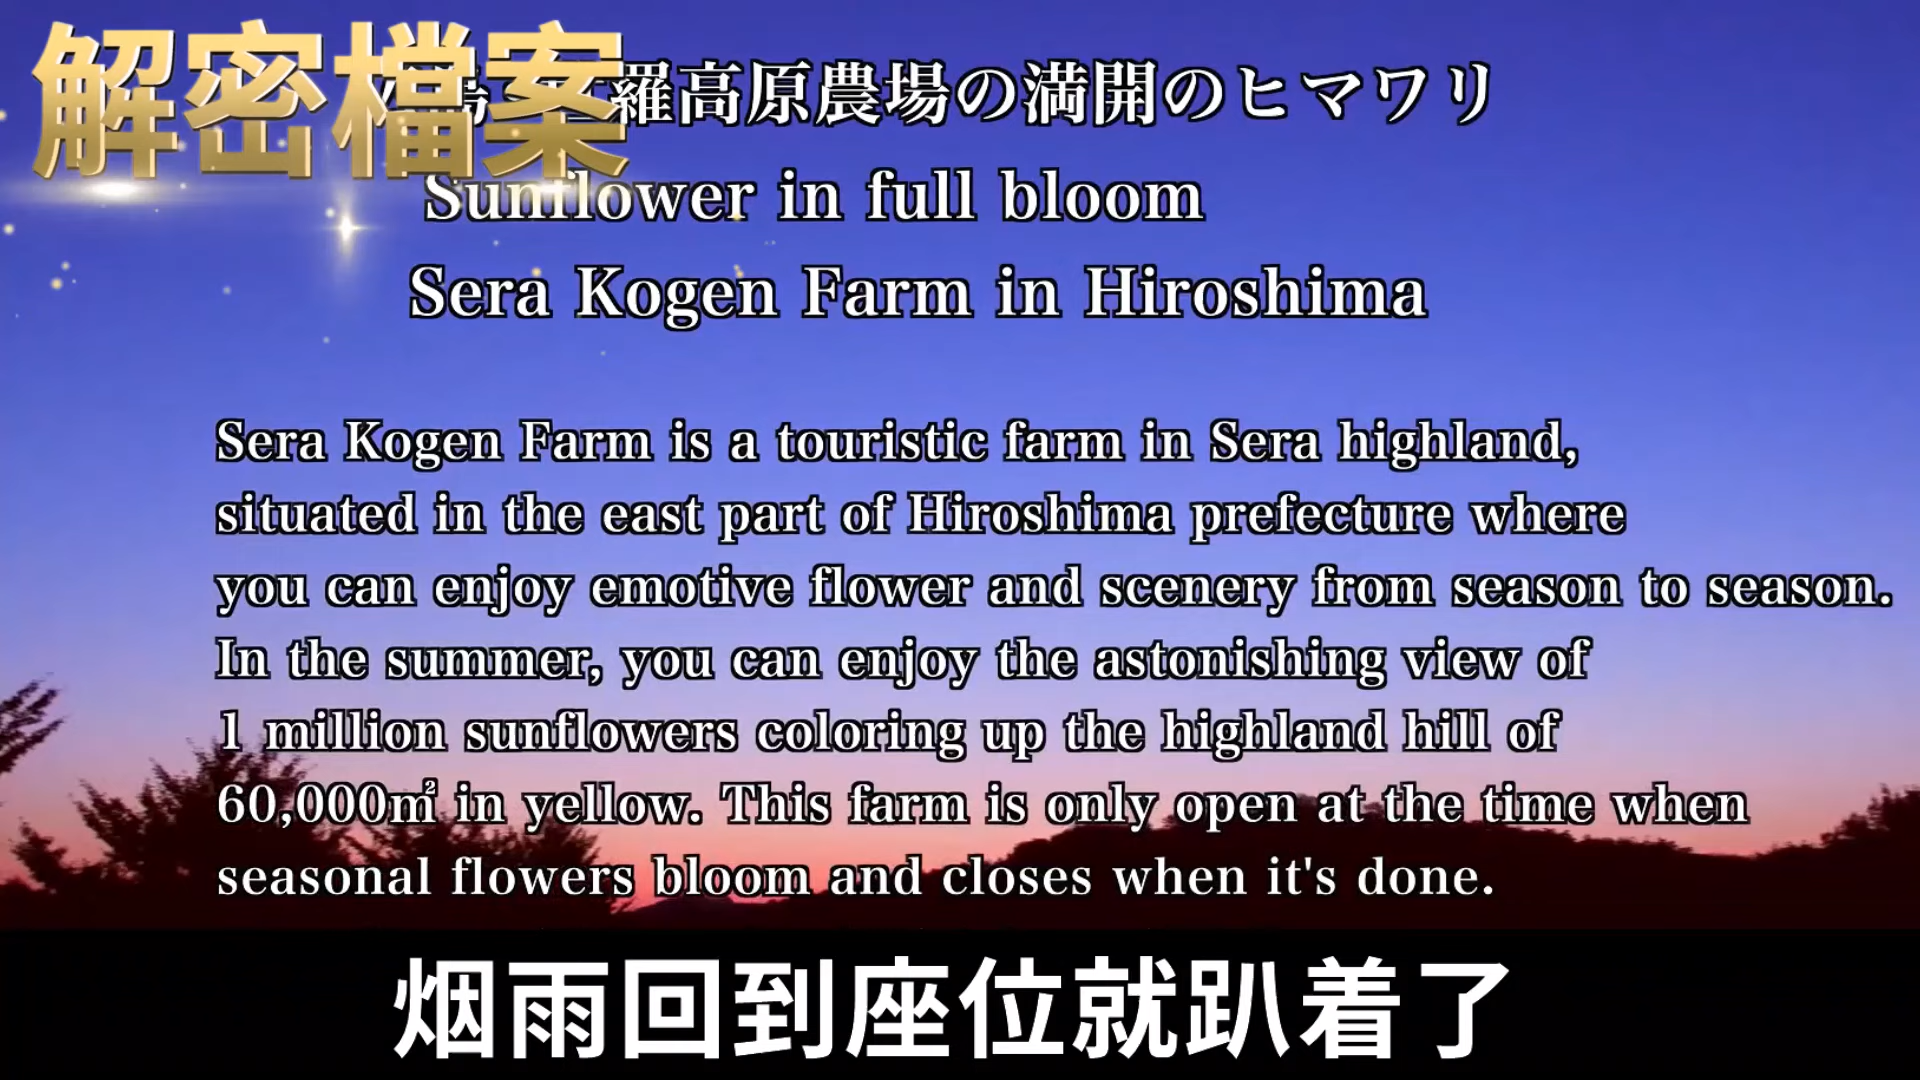 解密檔案
羅高原農場の満開のヒマワリ
Sunflower in full bloom
Sera Kogen Farm in Hiroshima
Sera Kogen Farm is a touristic farm in Sera highland,
situated in the east part of Hiroshima prefecture where
you can enjoy emotive flower and scenery from season to season.
In the summer, you can enjoy the astonishing view of
1 million sunflowers coloring up the highland hill of
60,000㎡ in yellow. This farm is only open at the time when
seasonal flowers bloom and closes when it's done.
烟雨回到座位就趴着了